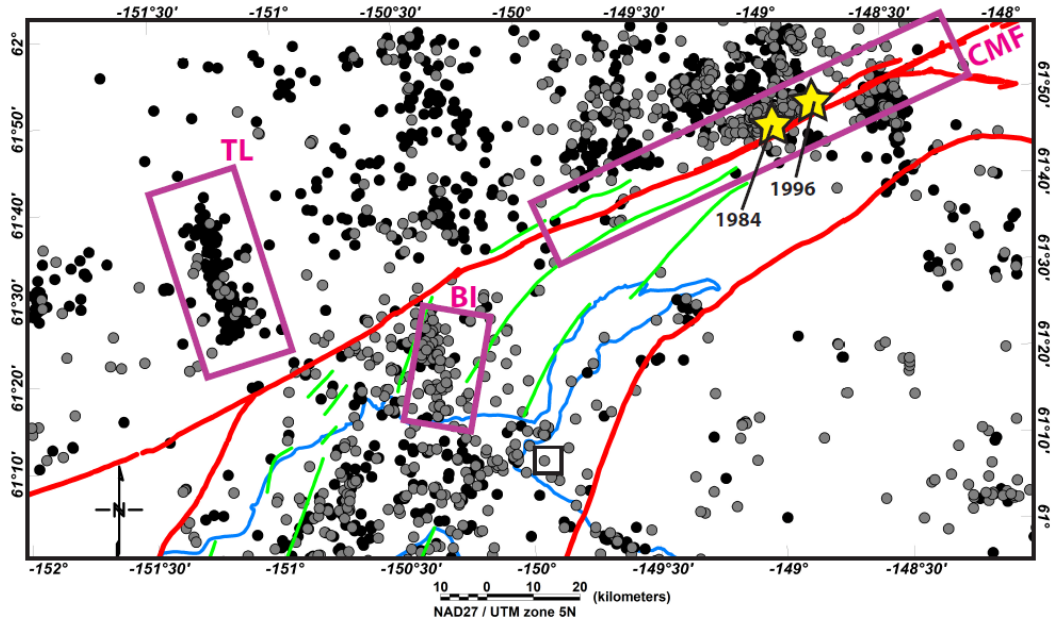 -151°30' -151° -150°30' -150° -149°30' -149° -148°30' -148°
62°
61°50'
61°40'
61°30'
61°20'
61°10'
CMF
61°50'
61°40'
61°30'
61°20'
61°10'
61°
TL
BI
1996
1984
N
-152° -151°30' -151° -150°30' -150° -149°30' -149° -148°30'
10 0 10 20 (kilometers)
NAD27 / UTM zone 5N